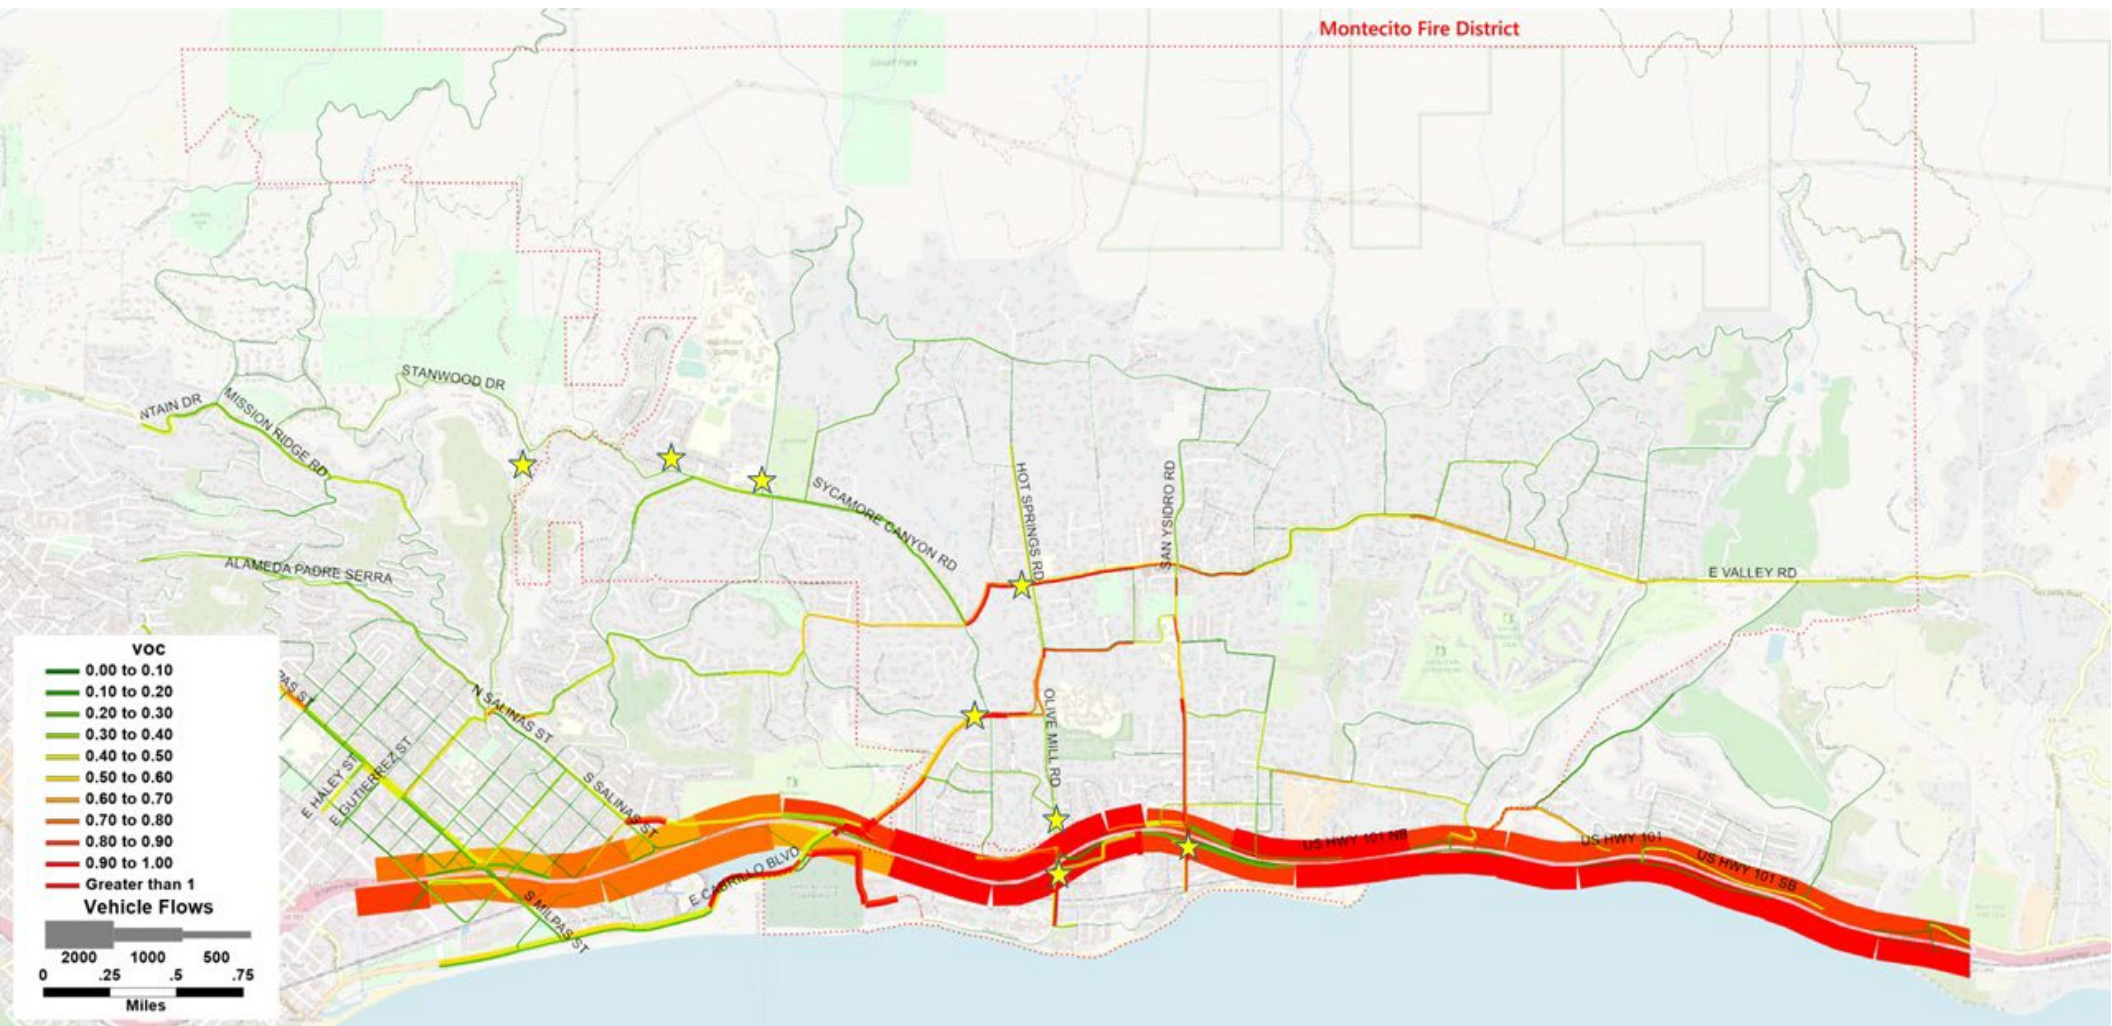 Montecito Fire District
STANWOOD DR
NTAIN DR
MISSION RIDGE RD
SYCAMORE CANYON RD
HOT SPRINGS RD
SAN YSIDRO RD
ALAMEDA PADRE SERRA
E VALLEY RD
PAS ST
N SALINAS ST
OLIVE MILL RD
E HALEY ST
E GUTIERREZ ST
S SALINAS ST
US HWY 101 NB
US HWY 101
US HWY 101 SB
E CABRILLO BLVD
S MILPAS ST
VOC
0.00 to 0.10
0.10 to 0.20
0.20 to 0.30
0.30 to 0.40
0.40 to 0.50
0.50 to 0.60
0.60 to 0.70
0.70 to 0.80
0.80 to 0.90
0.90 to 1.00
Greater than 1
Vehicle Flows
2000 1000 500
0 .25 .5 .75
Miles